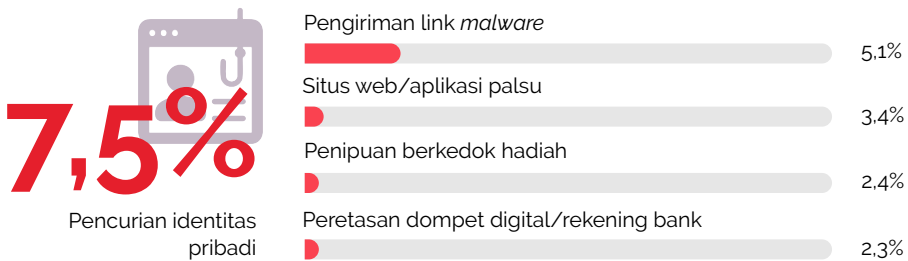 7,5%
Pencurian identitas
pribadi
Pengiriman link malware
5,1%
Situs web/aplikasi palsu
3,4%
Penipuan berkedok hadiah
2,4%
Peretasan dompet digital/rekening bank
2,3%